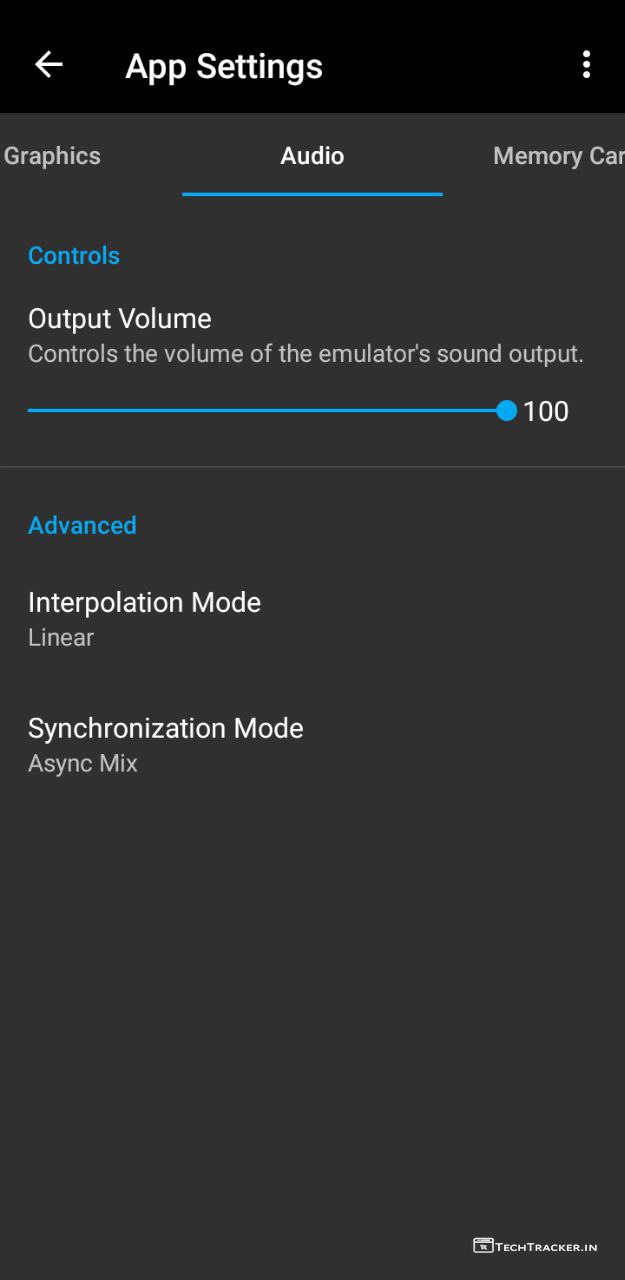 App Settings
Graphics
Audio
Memory Car
Controls
Output Volume
Controls the volume of the emulator's sound output.
100
Advanced
Interpolation Mode
Linear
Synchronization Mode
Async Mix
TECHTRACKER.IN